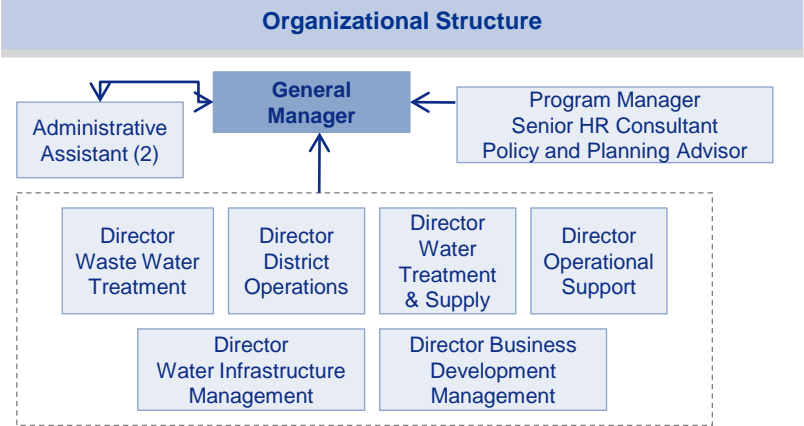 Organizational Structure
General
Manager
Administrative
Assistant (2)
Program Manager
Senior HR Consultant
Policy and Planning Advisor
Director
Waste Water
Treatment
Director
District
Operations
Director
Water
Treatment
& Supply
Director
Operational
Support
Director
Water Infrastructure
Management
Director Business
Development
Management